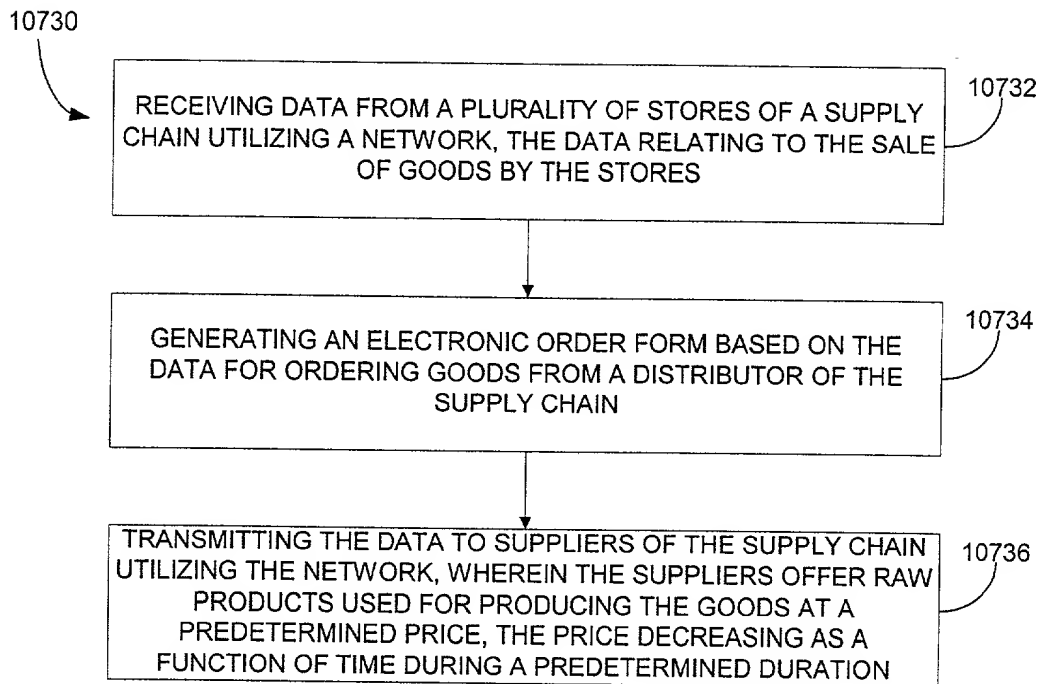 10730
RECEIVING DATA FROM A PLURALITY OF STORES OF A SUPPLY
CHAIN UTILIZING A NETWORK, THE DATA RELATING TO THE SALE
OF GOODS BY THE STORES
10732
GENERATING AN ELECTRONIC ORDER FORM BASED ON THE
DATA FOR ORDERING GOODS FROM A DISTRIBUTOR OF THE
SUPPLY CHAIN
10734
TRANSMITTING THE DATA TO SUPPLIERS OF THE SUPPLY CHAIN
UTILIZING THE NETWORK, WHEREIN THE SUPPLIERS OFFER RAW
PRODUCTS USED FOR PRODUCING THE GOODS AT A
PREDETERMINED PRICE, THE PRICE DECREASING AS A
FUNCTION OF TIME DURING A PREDETERMINED DURATION
10736